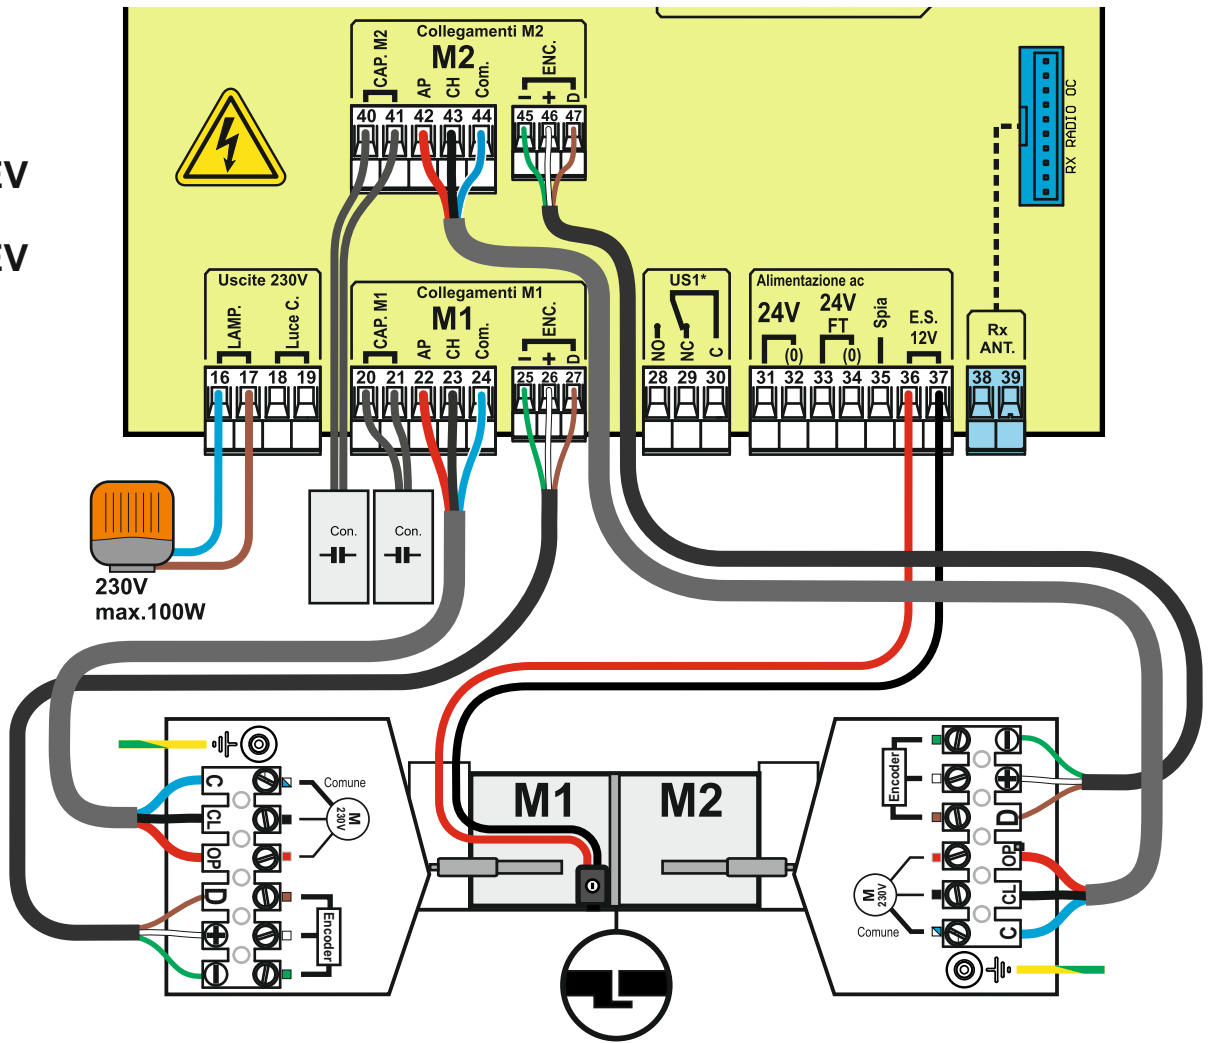 EV
EV
Collegamenti M2
M2
CAP. M2
AP
CH
Com.
ENC.
–
+
D
40 41 42 43 44
45 46 47
RX RADIO OC
Uscite 230V
LAMP.
Luce C.
16 17 18 19
Collegamenti M1
M1
CAP. M1
AP
CH
Com.
ENC.
–
+
D
20 21 22 23 24
25 26 27
US1*
NO
NC
C
28 29 30
Alimentazione ac
24V
(0)
24V
FT
(0)
Spia
E.S.
12V
31 32 33 34 35 36 37
Rx
ANT.
38 39
Con.
Con.
230V
max.100W
C
CL
OP
D
+
–
Comune
M
230V
Encoder
M1
M2
Encoder
–
+
D
OP
CL
C
M
230V
Comune